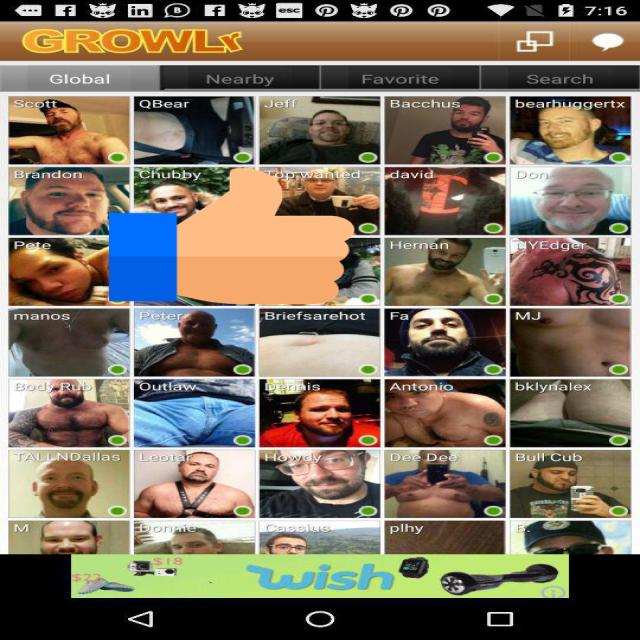 esc 7:16
GROWLr
Global Nearby Favorite Search
Scott QBear Jeff Bacchus bearhuggertx
Brandon Chubby Top wanted david Don
Pete Hernan NYEdger
manos Peter Briefsarehot Fa MJ
Body Rub Outlaw Dennis Antonio bklynalex
TALLNDallas Leotar Howdy Dee Dee Bull Cub
M Donnie Cassius plhy B.
$22 $18 wish